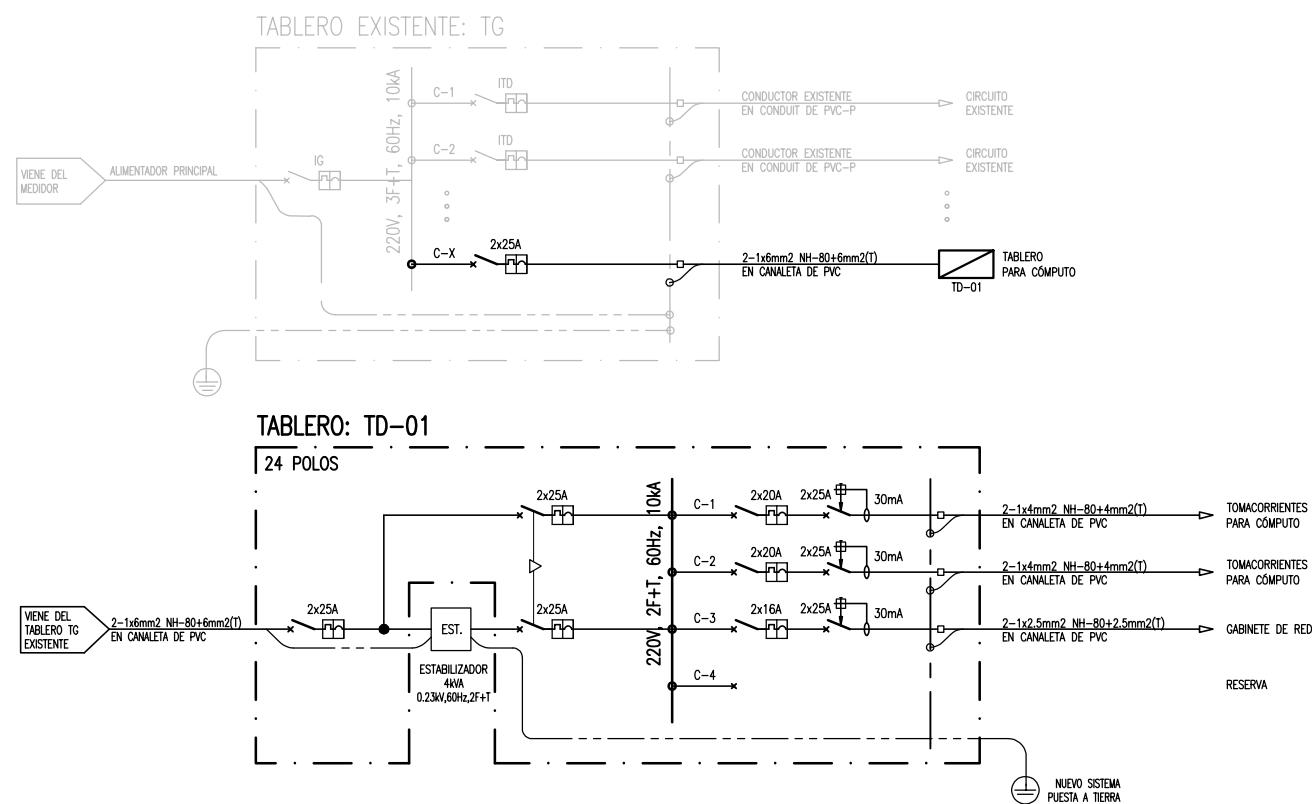 TABLERO EXISTENTE: TG
220V, 3F+T, 60Hz, 10kA
C-1
ITD
CONDUCTOR EXISTENTE
EN CONDUIT DE PVC-P
CIRCUITO
EXISTENTE
C-2
ITD
CONDUCTOR EXISTENTE
EN CONDUIT DE PVC-P
CIRCUITO
EXISTENTE
VIENE DEL
MEDIDOR
ALIMENTADOR PRINCIPAL
IG
C-X
2x25A
2-1x6mm2 NH-80+6mm2(T)
EN CANALETA DE PVC
TABLERO
PARA CÓMPUTO
TD-01
TABLERO: TD-01
24 POLOS
220V, 2F+T, 60Hz, 10kA
2x25A
C-1
2x20A
2x25A
30mA
2-1x4mm2 NH-80+4mm2(T)
EN CANALETA DE PVC
TOMACORRIENTES
PARA CÓMPUTO
C-2
2x20A
2x25A
30mA
2-1x4mm2 NH-80+4mm2(T)
EN CANALETA DE PVC
TOMACORRIENTES
PARA CÓMPUTO
VIENE DEL
TABLERO TG
EXISTENTE
2-1x6mm2 NH-80+6mm2(T)
EN CANALETA DE PVC
2x25A
EST.
ESTABILIZADOR
4kVA
0.23kV,60Hz,2F+T
2x25A
C-3
2x16A
2x25A
30mA
2-1x2.5mm2 NH-80+2.5mm2(T)
EN CANALETA DE PVC
GABINETE DE RED
C-4
RESERVA
NUEVO SISTEMA
PUESTA A TIERRA